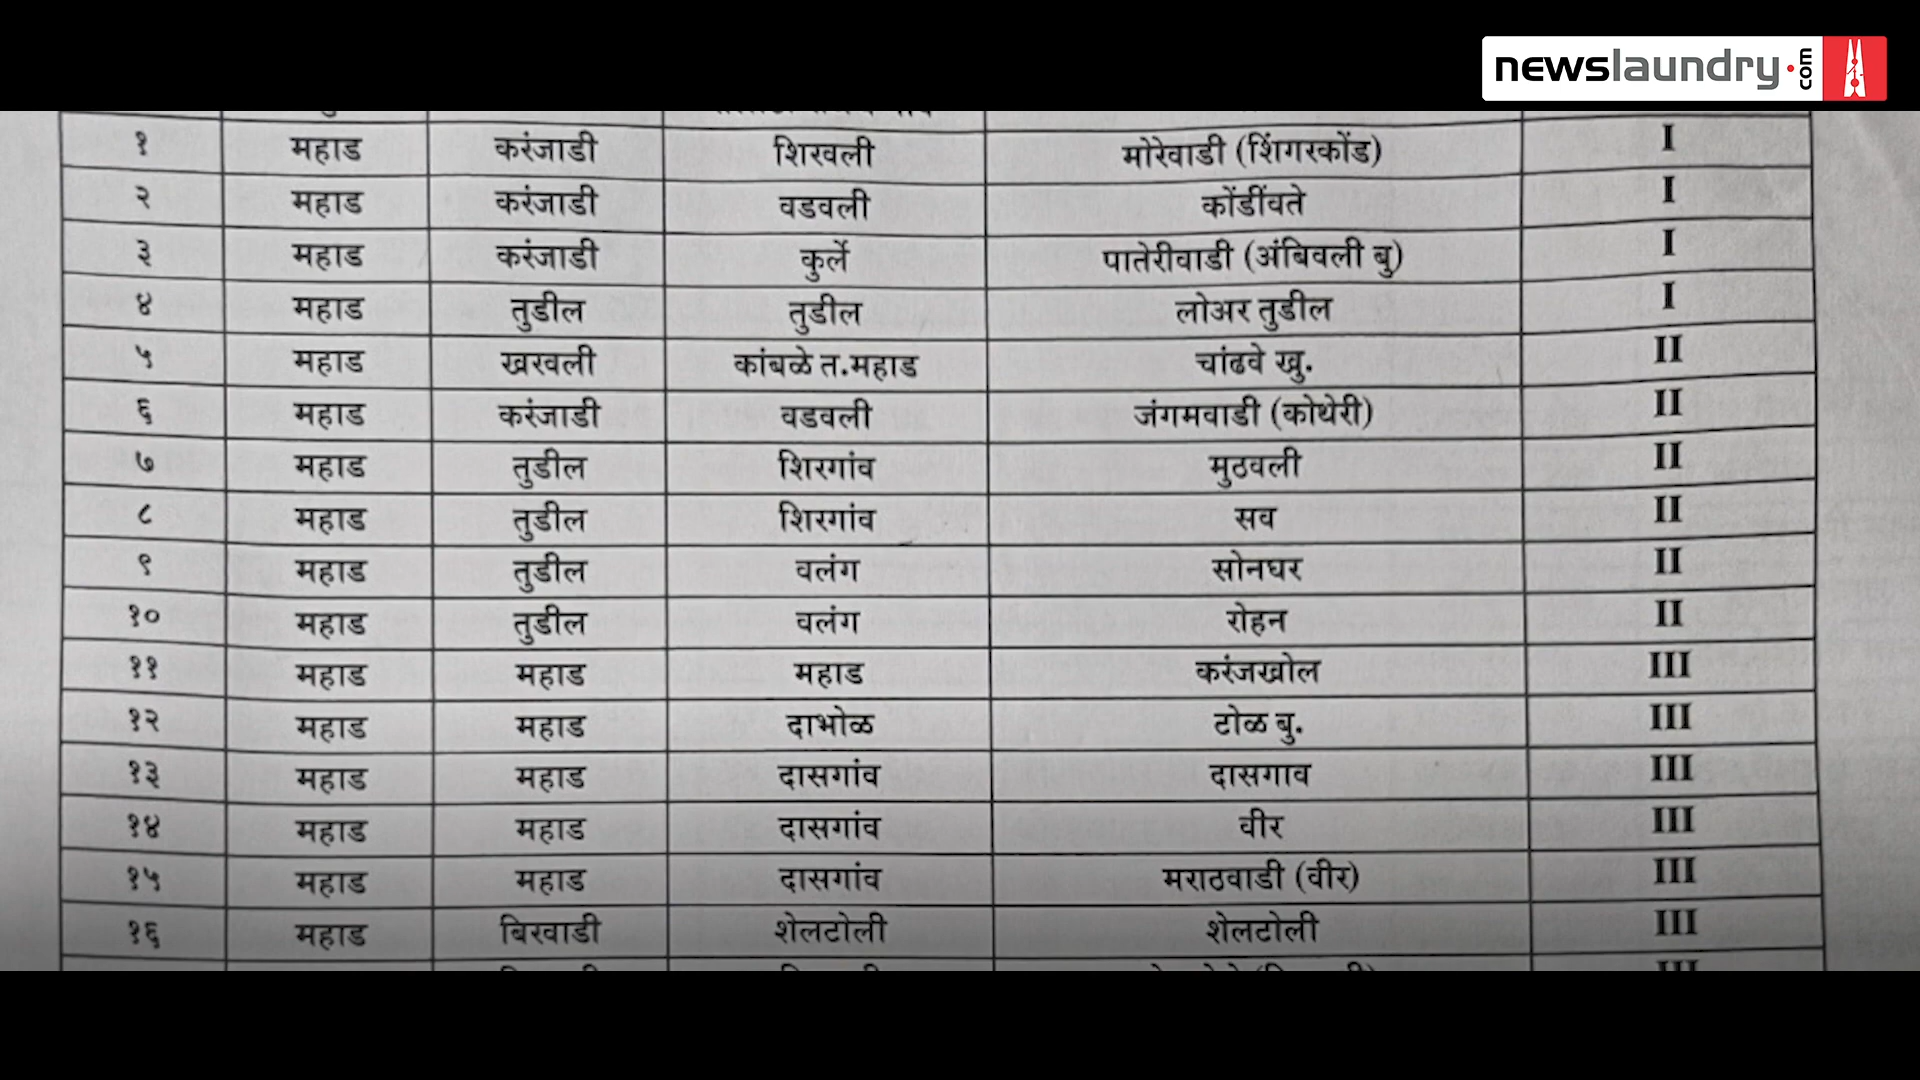 newslaundry.com
१ महाड करंजाडी शिरवली मोरेवाडी (शिंगरकोंड) I
२ महाड करंजाडी वडवली कोंडींवते I
३ महाड करंजाडी कुर्ले पातेरीवाडी (अंबिवली बु) I
४ महाड तुडील तुडील लोअर तुडील I
५ महाड खरवली कांबळे त.महाड चांढवे खु. II
६ महाड करंजाडी वडवली जंगमवाडी (कोथेरी) II
७ महाड तुडील शिरगांव मुठवली II
८ महाड तुडील शिरगांव सव II
९ महाड तुडील वलंग सोनघर II
१० महाड तुडील वलंग रोहन II
११ महाड महाड महाड करंजखोल III
१२ महाड महाड दाभोळ टोळ बु. III
१३ महाड महाड दासगांव दासगाव III
१४ महाड महाड दासगांव वीर III
१५ महाड महाड दासगांव मराठवाडी (वीर) III
१६ महाड बिरवाडी शेलटोली शेलटोली III